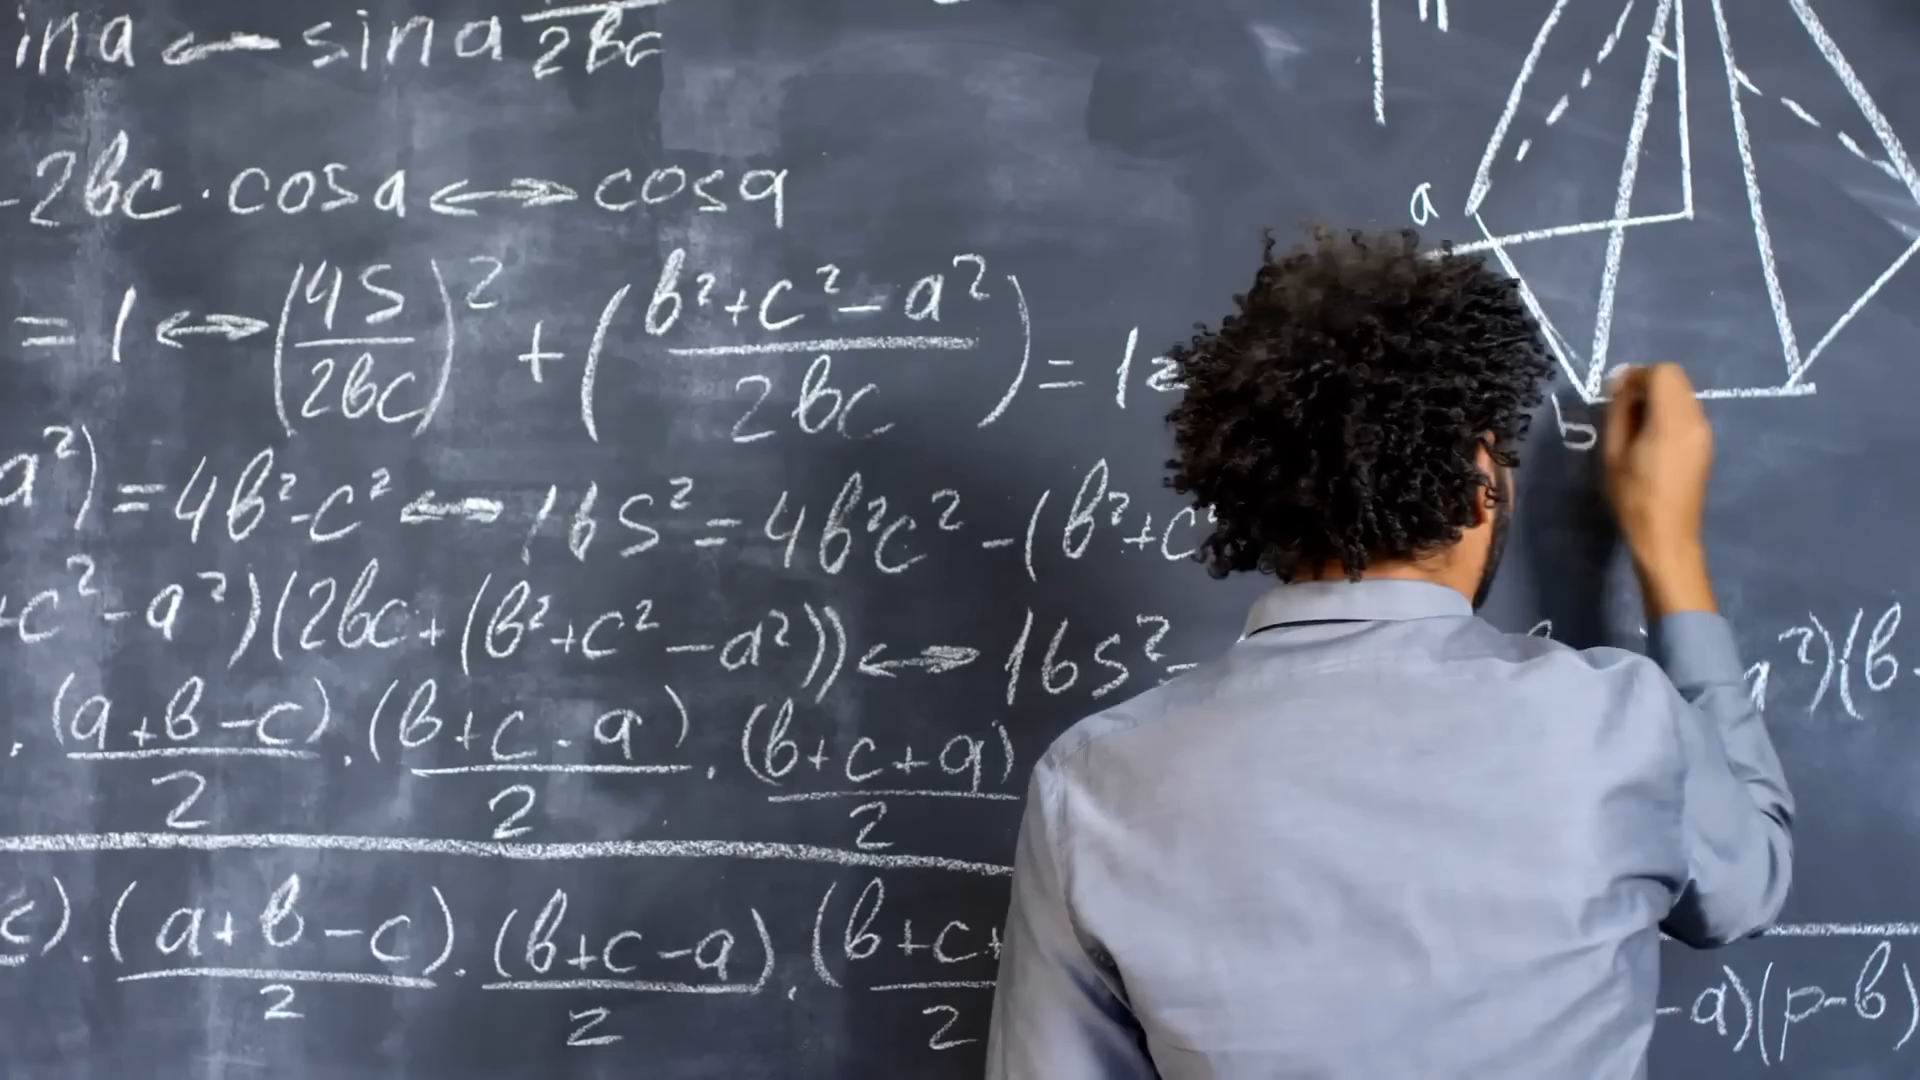 ina ← sina 2bc
-2bc · cosa ↔ cosa
= 1 ↔ (4S/2bc)² + (b²+c²-a²/2bc) = 1
a²) = 4b²-c² ↔ 16S² = 4b²c² - (b²+c²
+c²-a²)(2bc+(b²+c²-a²)) ↔ 16S² a²)(b
· (a+b-c)/2 · (b+c-a)/2 · (b+c+a)/2
c) · (a+b-c)/2 · (b+c-a)/2 · (b+c+/2
-a)(p-b)
a
b